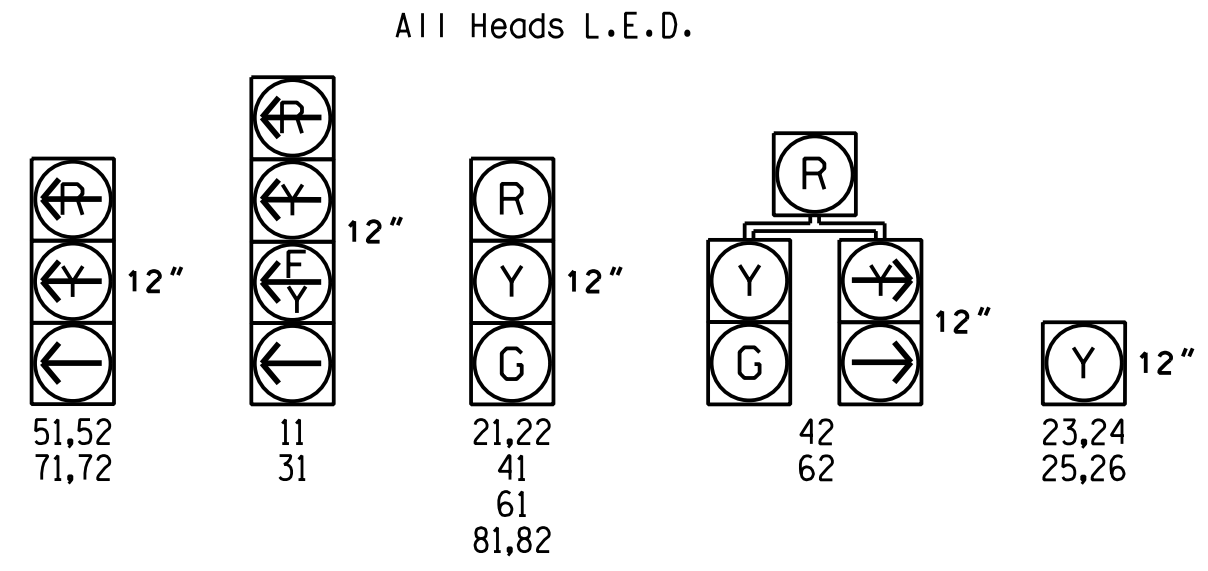 All Heads L.E.D.
R
Y
12"
51,52
71,72
R
Y
F
Y
12"
11
31
R
Y
G
12"
21,22
41
61
81,82
R
Y
Y
G
12"
42
62
Y
12"
23,24
25,26